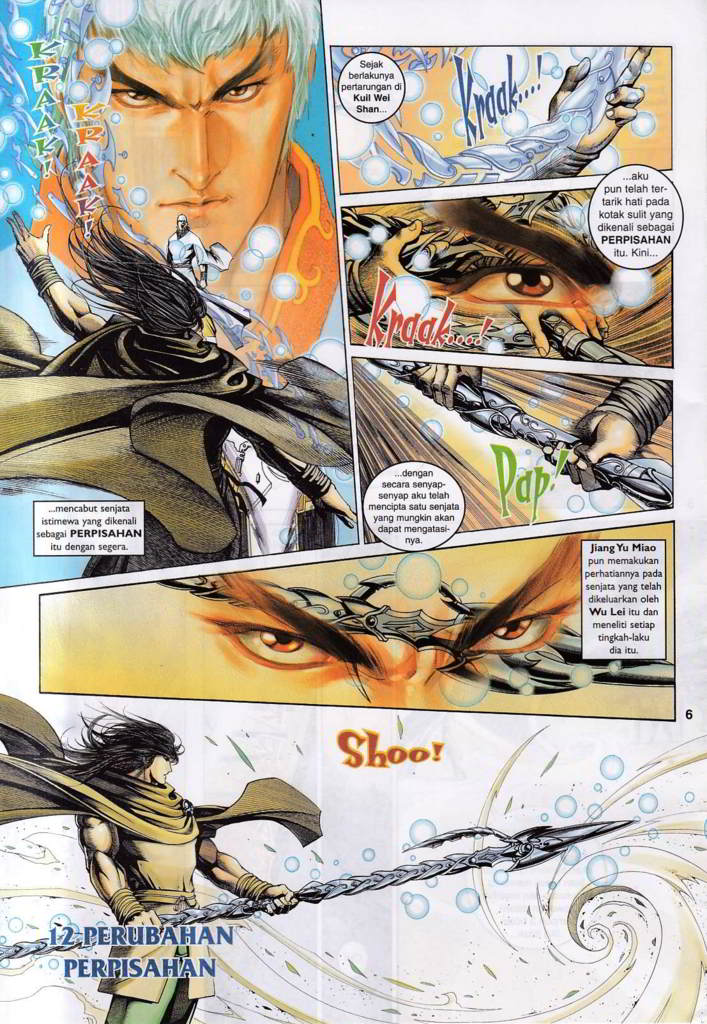 KRAAK!
KRAAK!
Sejak
berlakunya
pertarungan di
Kuil Wei
Shan...
Kraak....!
...aku
pun telah ter-
tarik hati pada
kotak sulit yang
dikenali sebagai
PERPISAHAN
itu. Kini...
Kraak....!
...dengan
secara senyap-
senyap aku telah
mencipta satu senjata
yang mungkin akan
dapat mengatasi-
nya.
Pap!
...mencabut senjata
istimewa yang dikenali
sebagai PERPISAHAN
itu dengan segera.
Jiang Yu Miao
pun memakukan
perhatiannya pada
senjata yang telah
dikeluarkan oleh
Wu Lei itu dan
meneliti setiap
tingkah-laku
dia itu.
6
Shoo!
12 PERUBAHAN
PERPISAHAN